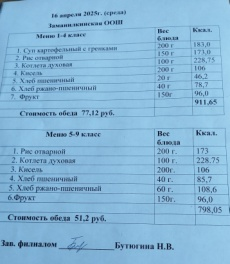 16 апреля 2025г. (среда)
Заманилкинская ООШ
Меню 1-4 класс Вес блюда Ккал.
1. Суп картофельный с гренками 200 г 183,0
2. Рис отварной 150 г 173,0
3. Котлета духовая 100 г 228,75
4. Кисель 200 г 106
5. Хлеб пшеничный 20 г 46,2
6. Хлеб ржано-пшеничный 40 г 78,7
7. Фрукт 150г 96,0
911,65
Стоимость обеда 77,12 руб.
Меню 5-9 класс Вес блюда Ккал.
1. Рис отварной 200 г. 173
2. Котлета духовая 100 г. 228,75
3. Кисель 200г. 106
4. Хлеб пшеничный 40 г 85,7
5. Хлеб ржано-пшеничный 60 г 108,6
6.Фрукт 150г. 96,0
798,05
Стоимость обеда 51,2 руб.
Зав. филиалом Бутюгина Н.В.